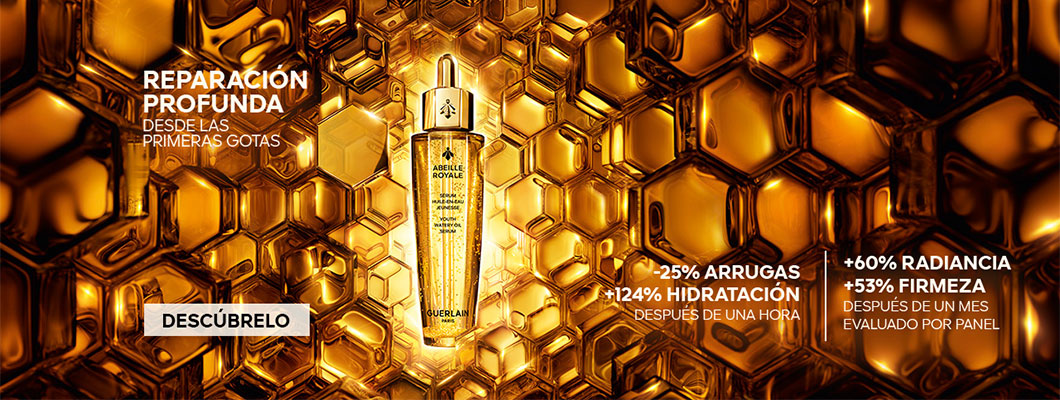 REPARACIÓN
PROFUNDA
DESDE LAS
PRIMERAS GOTAS
DESCÚBRELO
ABEILLE
ROYALE
SÉRUM
HUILE-EN-EAU
JEUNESSE
YOUTH
WATERY OIL
SERUM
GUERLAIN
PARIS
-25% ARRUGAS
+124% HIDRATACIÓN
DESPUÉS DE UNA HORA
+60% RADIANCIA
+53% FIRMEZA
DESPUÉS DE UN MES
EVALUADO POR PANEL